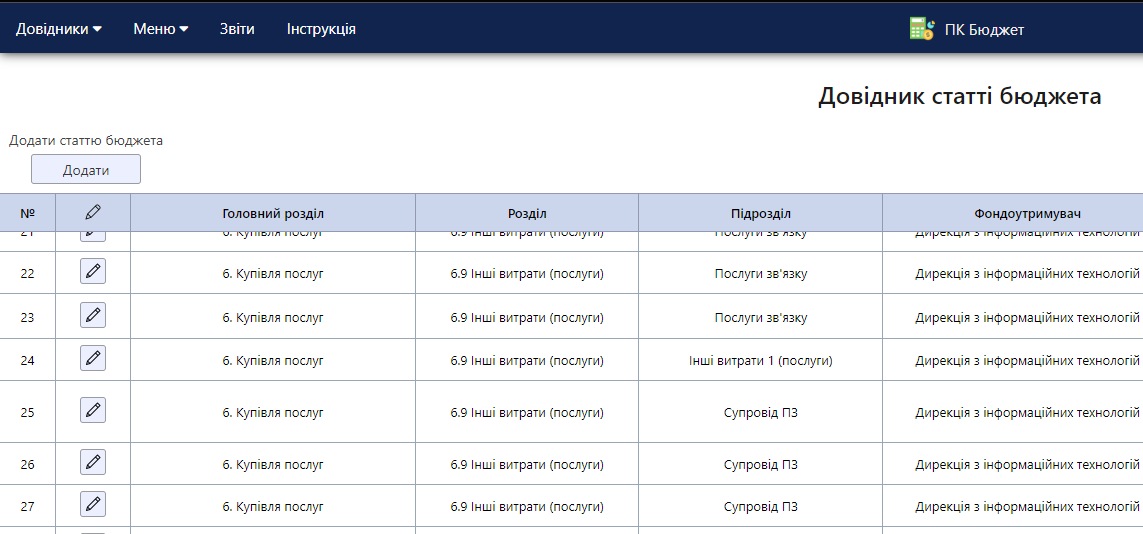 Довідники Меню Звіти Інструкція ПК Бюджет
Довідник статті бюджета
Додати статтю бюджета
Додати
№ Головний розділ Розділ Підрозділ Фондоутримувач
21 6. Купівля послуг 6.9 Інші витрати (послуги) Послуги зв'язку Дирекція з інформаційних технологій
22 6. Купівля послуг 6.9 Інші витрати (послуги) Послуги зв'язку Дирекція з інформаційних технологій
23 6. Купівля послуг 6.9 Інші витрати (послуги) Послуги зв'язку Дирекція з інформаційних технологій
24 6. Купівля послуг 6.9 Інші витрати (послуги) Інші витрати 1 (послуги) Дирекція з інформаційних технологій
25 6. Купівля послуг 6.9 Інші витрати (послуги) Супровід ПЗ Дирекція з інформаційних технологій
26 6. Купівля послуг 6.9 Інші витрати (послуги) Супровід ПЗ Дирекція з інформаційних технологій
27 6. Купівля послуг 6.9 Інші витрати (послуги) Супровід ПЗ Дирекція з інформаційних технологій